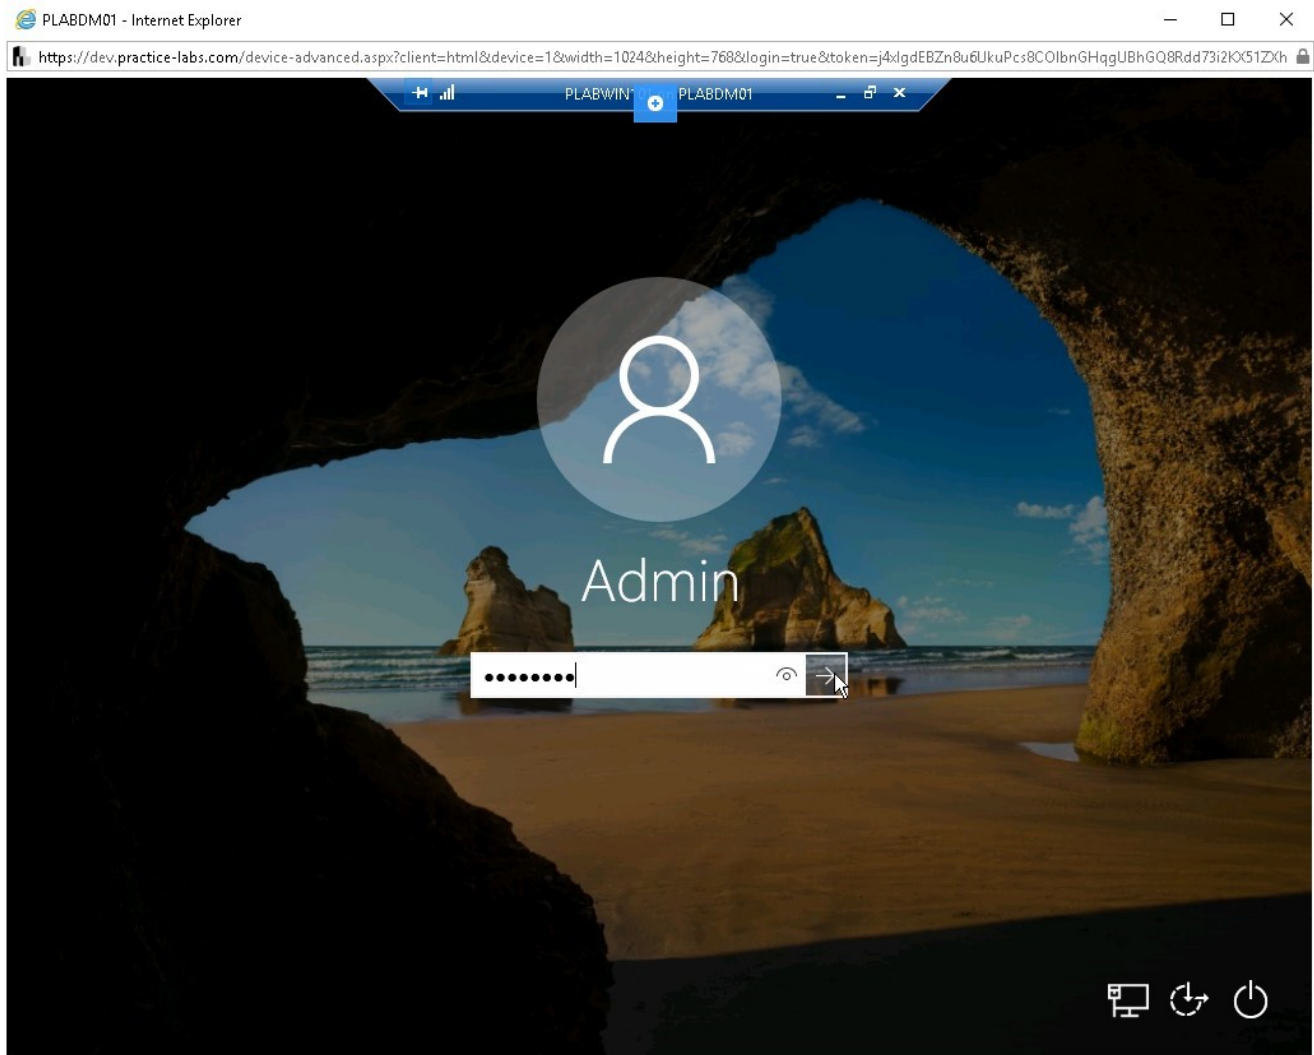 PLABDM01 - Internet Explorer
https://dev.practice-labs.com/device-advanced.aspx?client=html&device=1&width=1024&height=768&login=true&token=j4xlgdEBZn8u6UkuPcs8COIbnGHqgUBhGQ8Rdd73i2KX51ZXh
PLABDM01
Admin